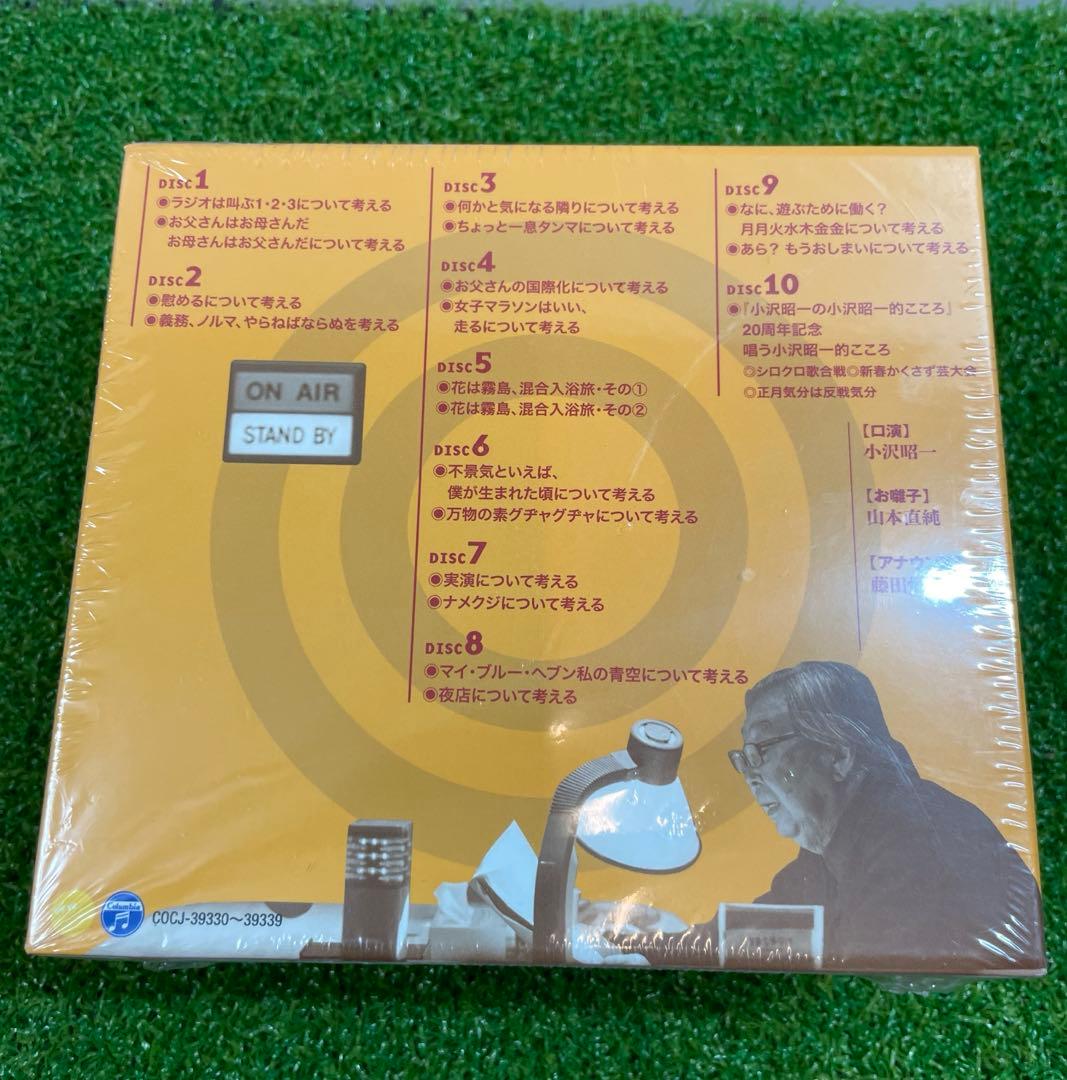 DISC1
◉ラジオは叫ぶ1・2・3について考える
◉お父さんはお母さんだ
お母さんはお父さんだについて考える
DISC2
◉慰めるについて考える
◉義務、ノルマ、やらねばならぬを考える
ON AIR
STAND BY
DISC3
◉何かと気になる隣りについて考える
◉ちょっと一息タンマについて考える
DISC4
◉お父さんの国際化について考える
◉女子マラソンはいい、
走るについて考える
DISC5
◉花は霧島、混合入浴旅・その①
◉花は霧島、混合入浴旅・その②
DISC6
◉不景気といえば、
僕が生まれた頃について考える
◉万物の素グヂャグヂャについて考える
DISC7
◉実演について考える
◉ナメクジについて考える
DISC8
◉マイ・ブルー・ヘブン私の青空について考える
◉夜店について考える
DISC9
◉なに、遊ぶために働く?
月月火水木金金について考える
◉あら? もうおしまいについて考える
DISC10
◉『小沢昭一の小沢昭一的こころ』
20周年記念
唱う小沢昭一的こころ
◎シロクロ歌合戦◎新春かくさず芸大会
◎正月気分は反戦気分
【口演】
小沢昭一
【お囃子】
山本直純
【アナウン
藤田
Columbia
COCJ-39330〜39339